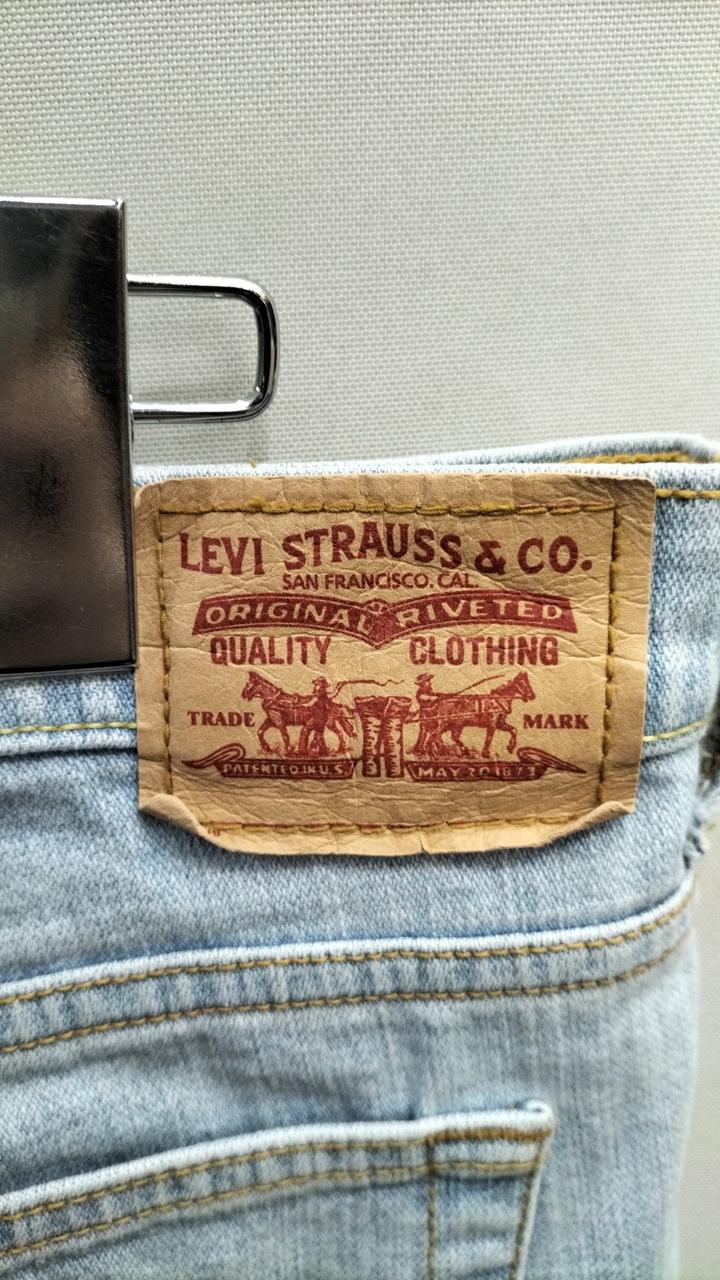 LEVI STRAUSS & CO.
SAN FRANCISCO. CAL.
ORIGINAL RIVETED
QUALITY CLOTHING
TRADE MARK
PATENTED IN U.S. MAY 20 1873